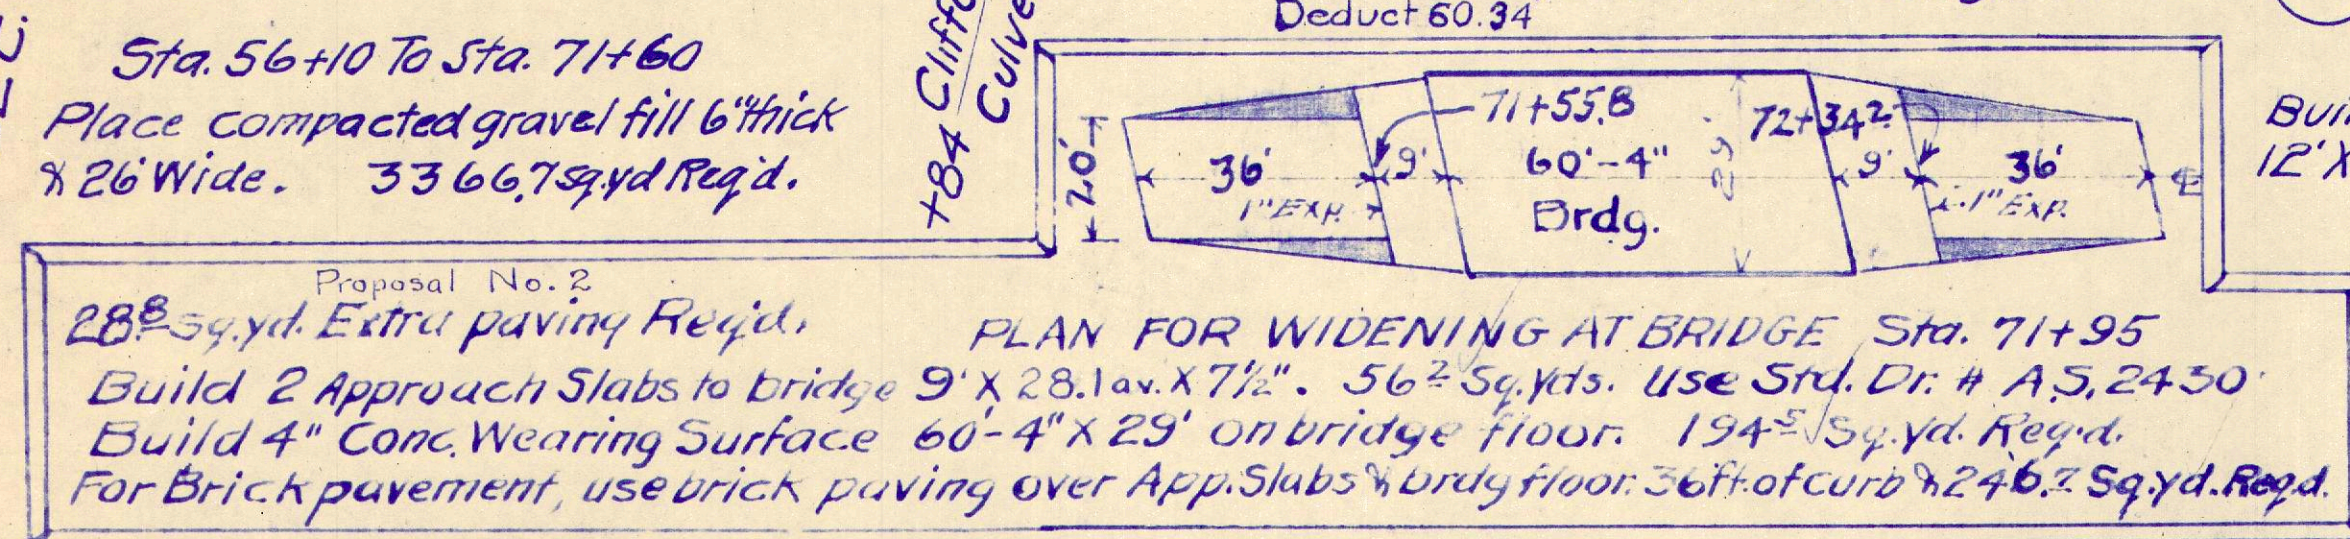 Deduct 60.34
Sta. 56+10 To Sta. 71+60
Place compacted gravel fill 6" thick
& 26' Wide. 3366.7 sq.yd Req'd.
+84
20'
36'
1" Exp.
9'
71+55.8
60'-4"
Brdg.
29'
72+34.2
9'
36'
1" Exp.
℄
12' X
Proposal No. 2
28.8 sq.yd. Extra paving Req'd.
PLAN FOR WIDENING AT BRIDGE Sta. 71+95
Build 2 Approach Slabs to bridge 9' X 28.1 av. X 7½". 56.2 Sq.yds. Use Std. Dr. # A.S. 2430
Build 4" Conc. Wearing Surface 60'-4" X 29' on bridge floor. 194.5 Sq.yd. Req'd.
For Brick pavement, use brick paving over App. Slabs & brdg floor. 36 ft. of curb & 246.7 Sq.yd. Req.d.